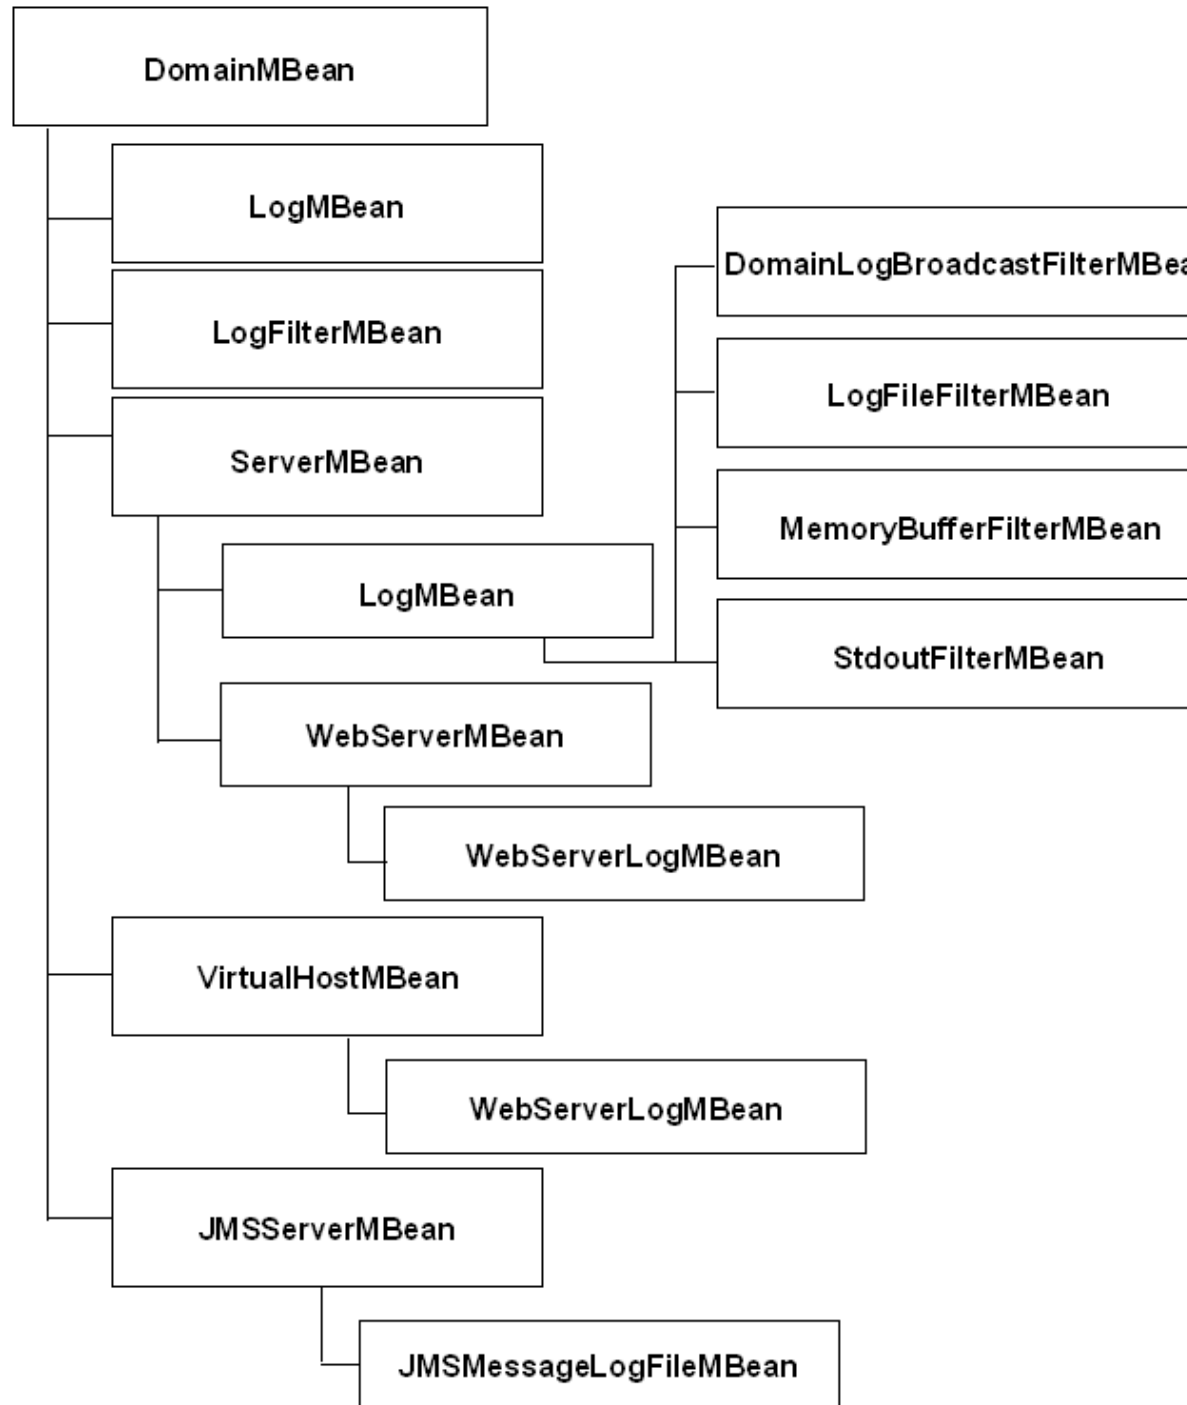 DomainMBean
LogMBean
LogFilterMBean
ServerMBean
LogMBean
DomainLogBroadcastFilterMBea
LogFileFilterMBean
MemoryBufferFilterMBean
StdoutFilterMBean
WebServerMBean
WebServerLogMBean
VirtualHostMBean
WebServerLogMBean
JMSServerMBean
JMSMessageLogFileMBean